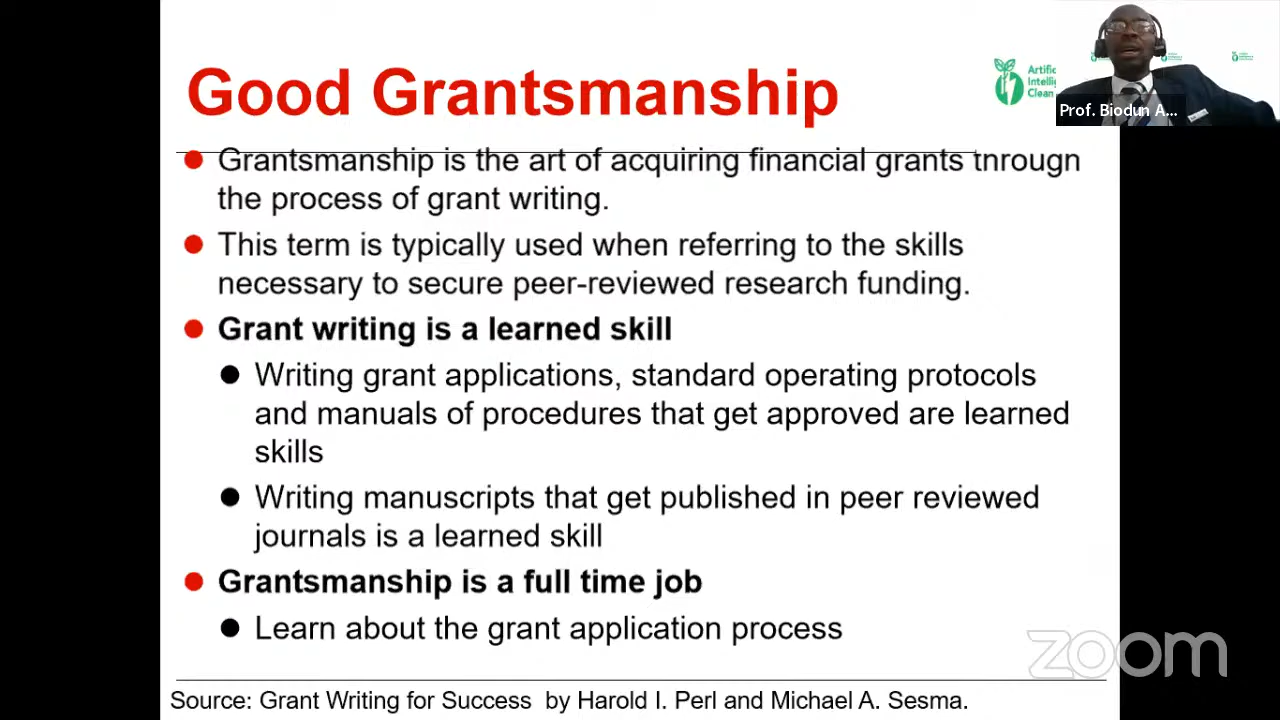 Good Grantsmanship
Artific
Intellig
Clean
Prof. Biodun A...
Grantsmanship is the art of acquiring financial grants through
the process of grant writing.
This term is typically used when referring to the skills
necessary to secure peer-reviewed research funding.
Grant writing is a learned skill
Writing grant applications, standard operating protocols
and manuals of procedures that get approved are learned
skills
Writing manuscripts that get published in peer reviewed
journals is a learned skill
Grantsmanship is a full time job
Learn about the grant application process
zoom
Source: Grant Writing for Success by Harold I. Perl and Michael A. Sesma.